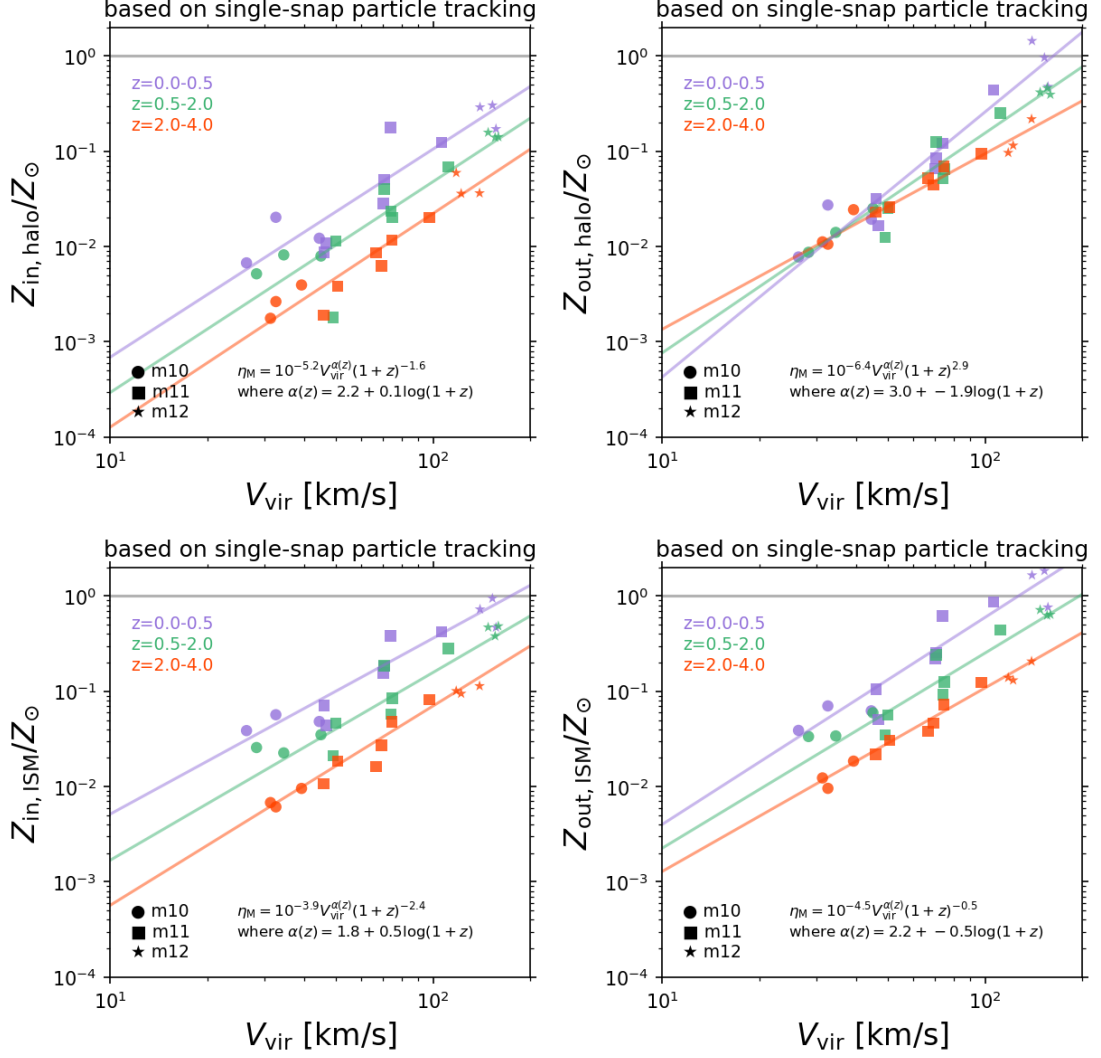 based on single-snap particle tracking
Z_in, halo/Z_⊙
10^0
10^−1
10^−2
10^−3
10^−4
z=0.0-0.5
z=0.5-2.0
z=2.0-4.0
m10
m11
m12
η_M = 10^−5.2 V_vir^α(z) (1 + z)^−1.6
where α(z) = 2.2 + 0.1log(1 + z)
10^1
10^2
V_vir [km/s]
based on single-snap particle tracking
Z_out, halo/Z_⊙
10^0
10^−1
10^−2
10^−3
10^−4
z=0.0-0.5
z=0.5-2.0
z=2.0-4.0
m10
m11
m12
η_M = 10^−6.4 V_vir^α(z) (1 + z)^2.9
where α(z) = 3.0 + −1.9log(1 + z)
10^1
10^2
V_vir [km/s]
based on single-snap particle tracking
Z_in, ISM/Z_⊙
10^0
10^−1
10^−2
10^−3
10^−4
z=0.0-0.5
z=0.5-2.0
z=2.0-4.0
m10
m11
m12
η_M = 10^−3.9 V_vir^α(z) (1 + z)^−2.4
where α(z) = 1.8 + 0.5log(1 + z)
10^1
10^2
V_vir [km/s]
based on single-snap particle tracking
Z_out, ISM/Z_⊙
10^0
10^−1
10^−2
10^−3
10^−4
z=0.0-0.5
z=0.5-2.0
z=2.0-4.0
m10
m11
m12
η_M = 10^−4.5 V_vir^α(z) (1 + z)^−0.5
where α(z) = 2.2 + −0.5log(1 + z)
10^1
10^2
V_vir [km/s]